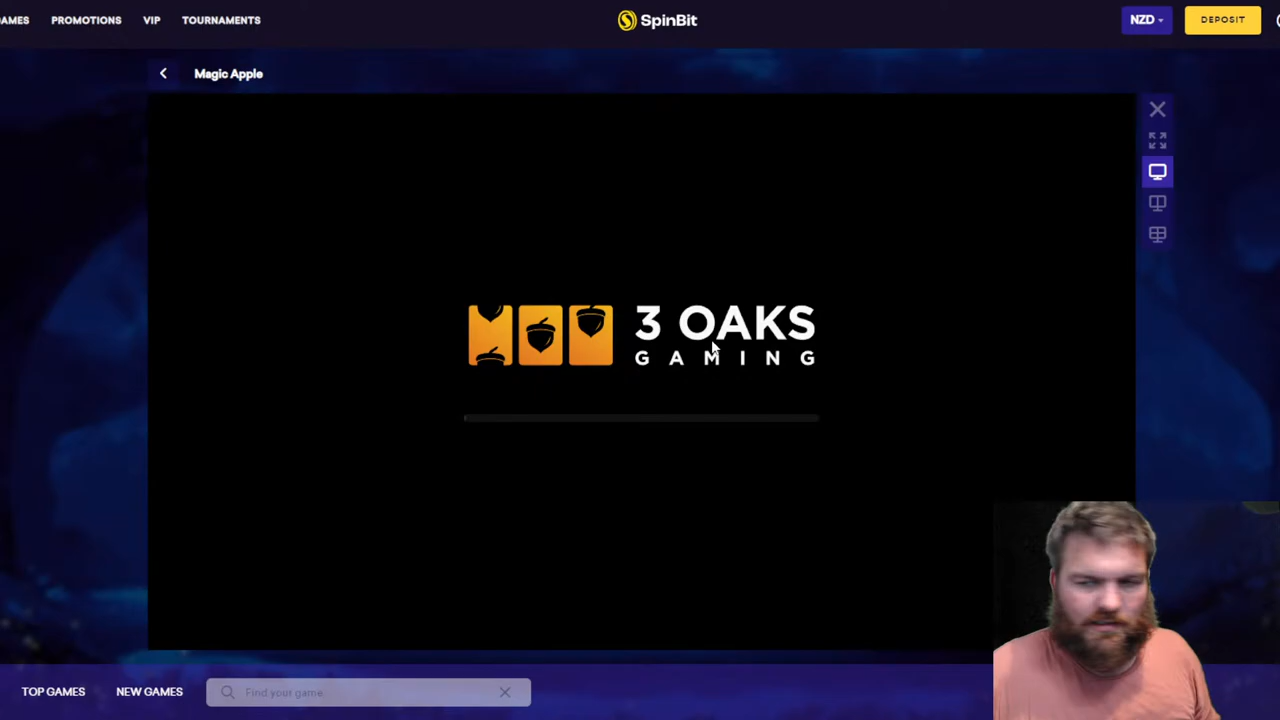 AMES PROMOTIONS VIP TOURNAMENTS SpinBit NZD DEPOSIT
Magic Apple
3 OAKS
GAMING
TOP GAMES NEW GAMES Find your game